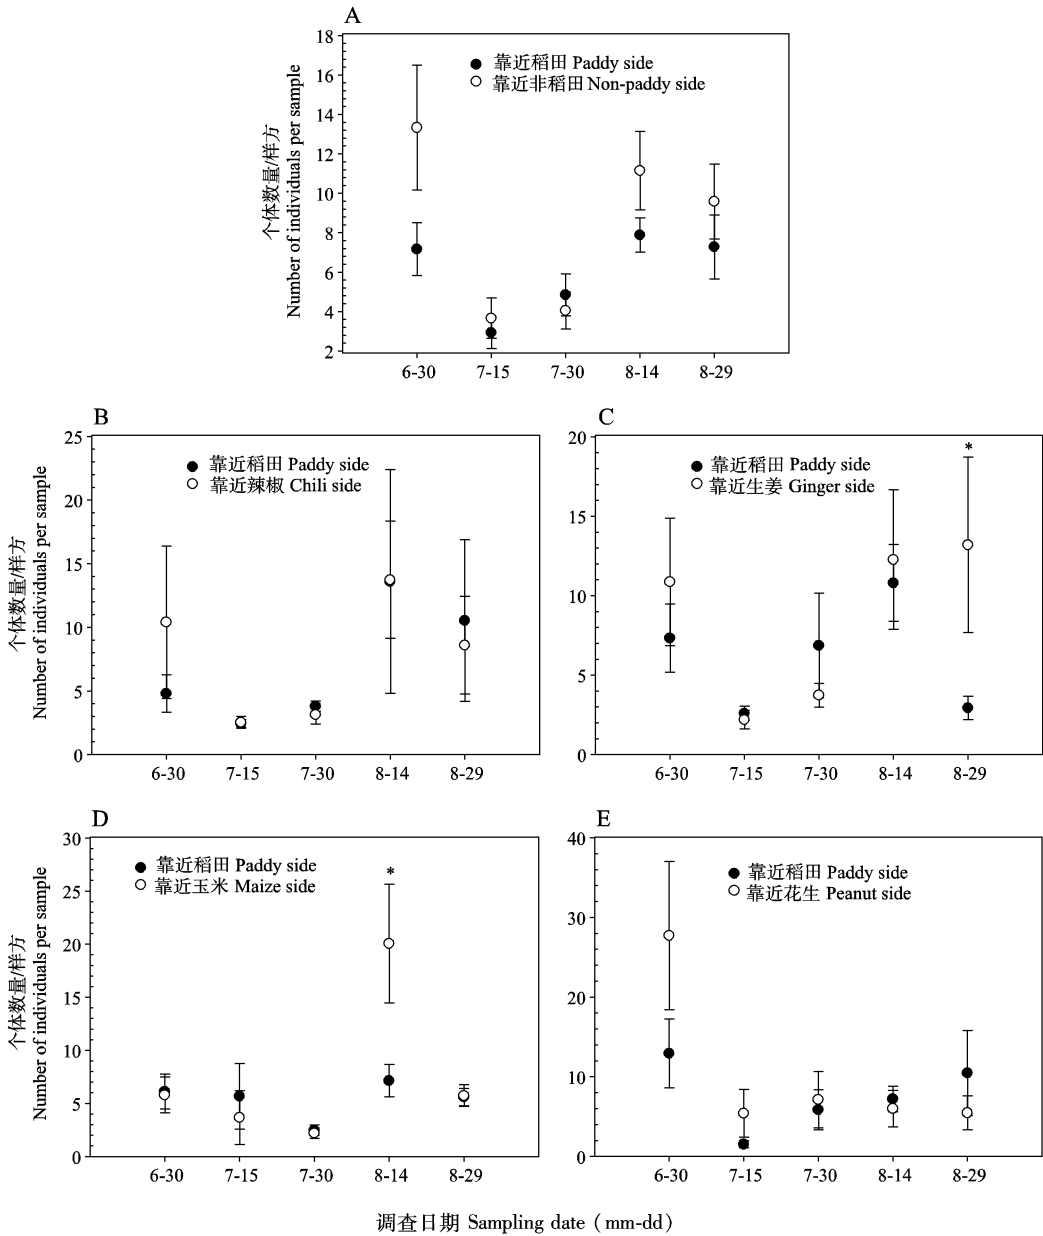 A
18
16
14
12
10
8
6
4
2
个体数量/样方
Number of individuals per sample
靠近稻田 Paddy side
靠近非稻田 Non-paddy side
6-30 7-15 7-30 8-14 8-29
B
25
20
15
10
5
0
个体数量/样方
Number of individuals per sample
靠近稻田 Paddy side
靠近辣椒 Chili side
6-30 7-15 7-30 8-14 8-29
C
20
15
10
5
0
靠近稻田 Paddy side
靠近生姜 Ginger side
*
6-30 7-15 7-30 8-14 8-29
D
30
25
20
15
10
5
0
个体数量/样方
Number of individuals per sample
靠近稻田 Paddy side
靠近玉米 Maize side
*
6-30 7-15 7-30 8-14 8-29
E
40
30
20
10
0
靠近稻田 Paddy side
靠近花生 Peanut side
6-30 7-15 7-30 8-14 8-29
调查日期 Sampling date (mm-dd)